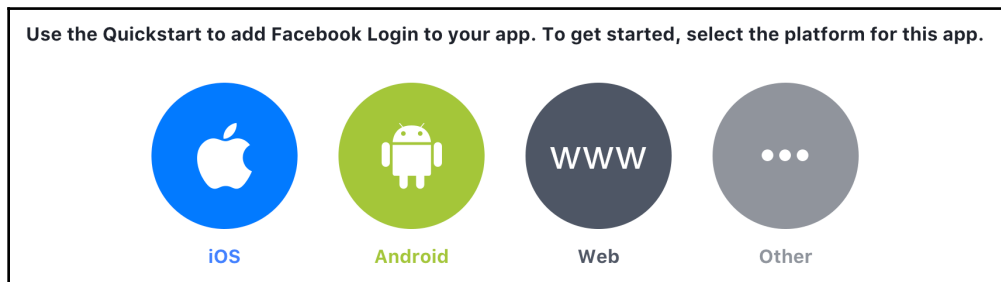 Use the Quickstart to add Facebook Login to your app. To get started, select the platform for this app.
www
iOS
Android
Web
Other